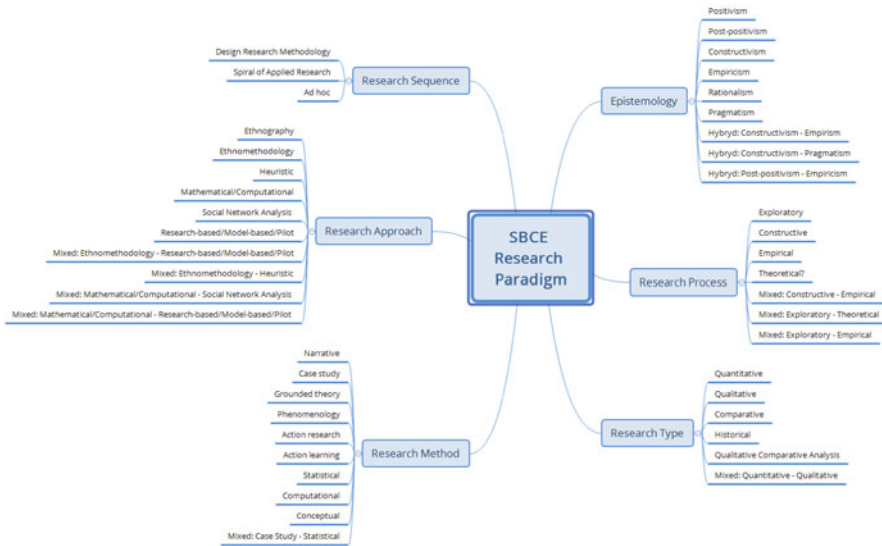 SBCE
Research
Paradigm
Research Sequence
Design Research Methodology
Spiral of Applied Research
Ad hoc
Research Approach
Ethnography
Ethnomethodology
Heuristic
Mathematical/Computational
Social Network Analysis
Research-based/Model-based/Pilot
Mixed: Ethnomethodology - Research-based/Model-based/Pilot
Mixed: Ethnomethodology - Heuristic
Mixed: Mathematical/Computational - Social Network Analysis
Mixed: Mathematical/Computational - Research-based/Model-based/Pilot
Research Method
Narrative
Case study
Grounded theory
Phenomenology
Action research
Action learning
Statistical
Computational
Conceptual
Mixed: Case Study - Statistical
Epistemology
Positivism
Post-positivism
Constructivism
Empiricism
Rationalism
Pragmatism
Hybryd: Constructivism - Empirism
Hybryd: Constructivism - Pragmatism
Hybryd: Post-positivism - Empiricism
Research Process
Exploratory
Constructive
Empirical
Theoretical?
Mixed: Constructive - Empirical
Mixed: Exploratory - Theoretical
Mixed: Exploratory - Empirical
Research Type
Quantitative
Qualitative
Comparative
Historical
Qualitative Comparative Analysis
Mixed: Quantitative - Qualitative